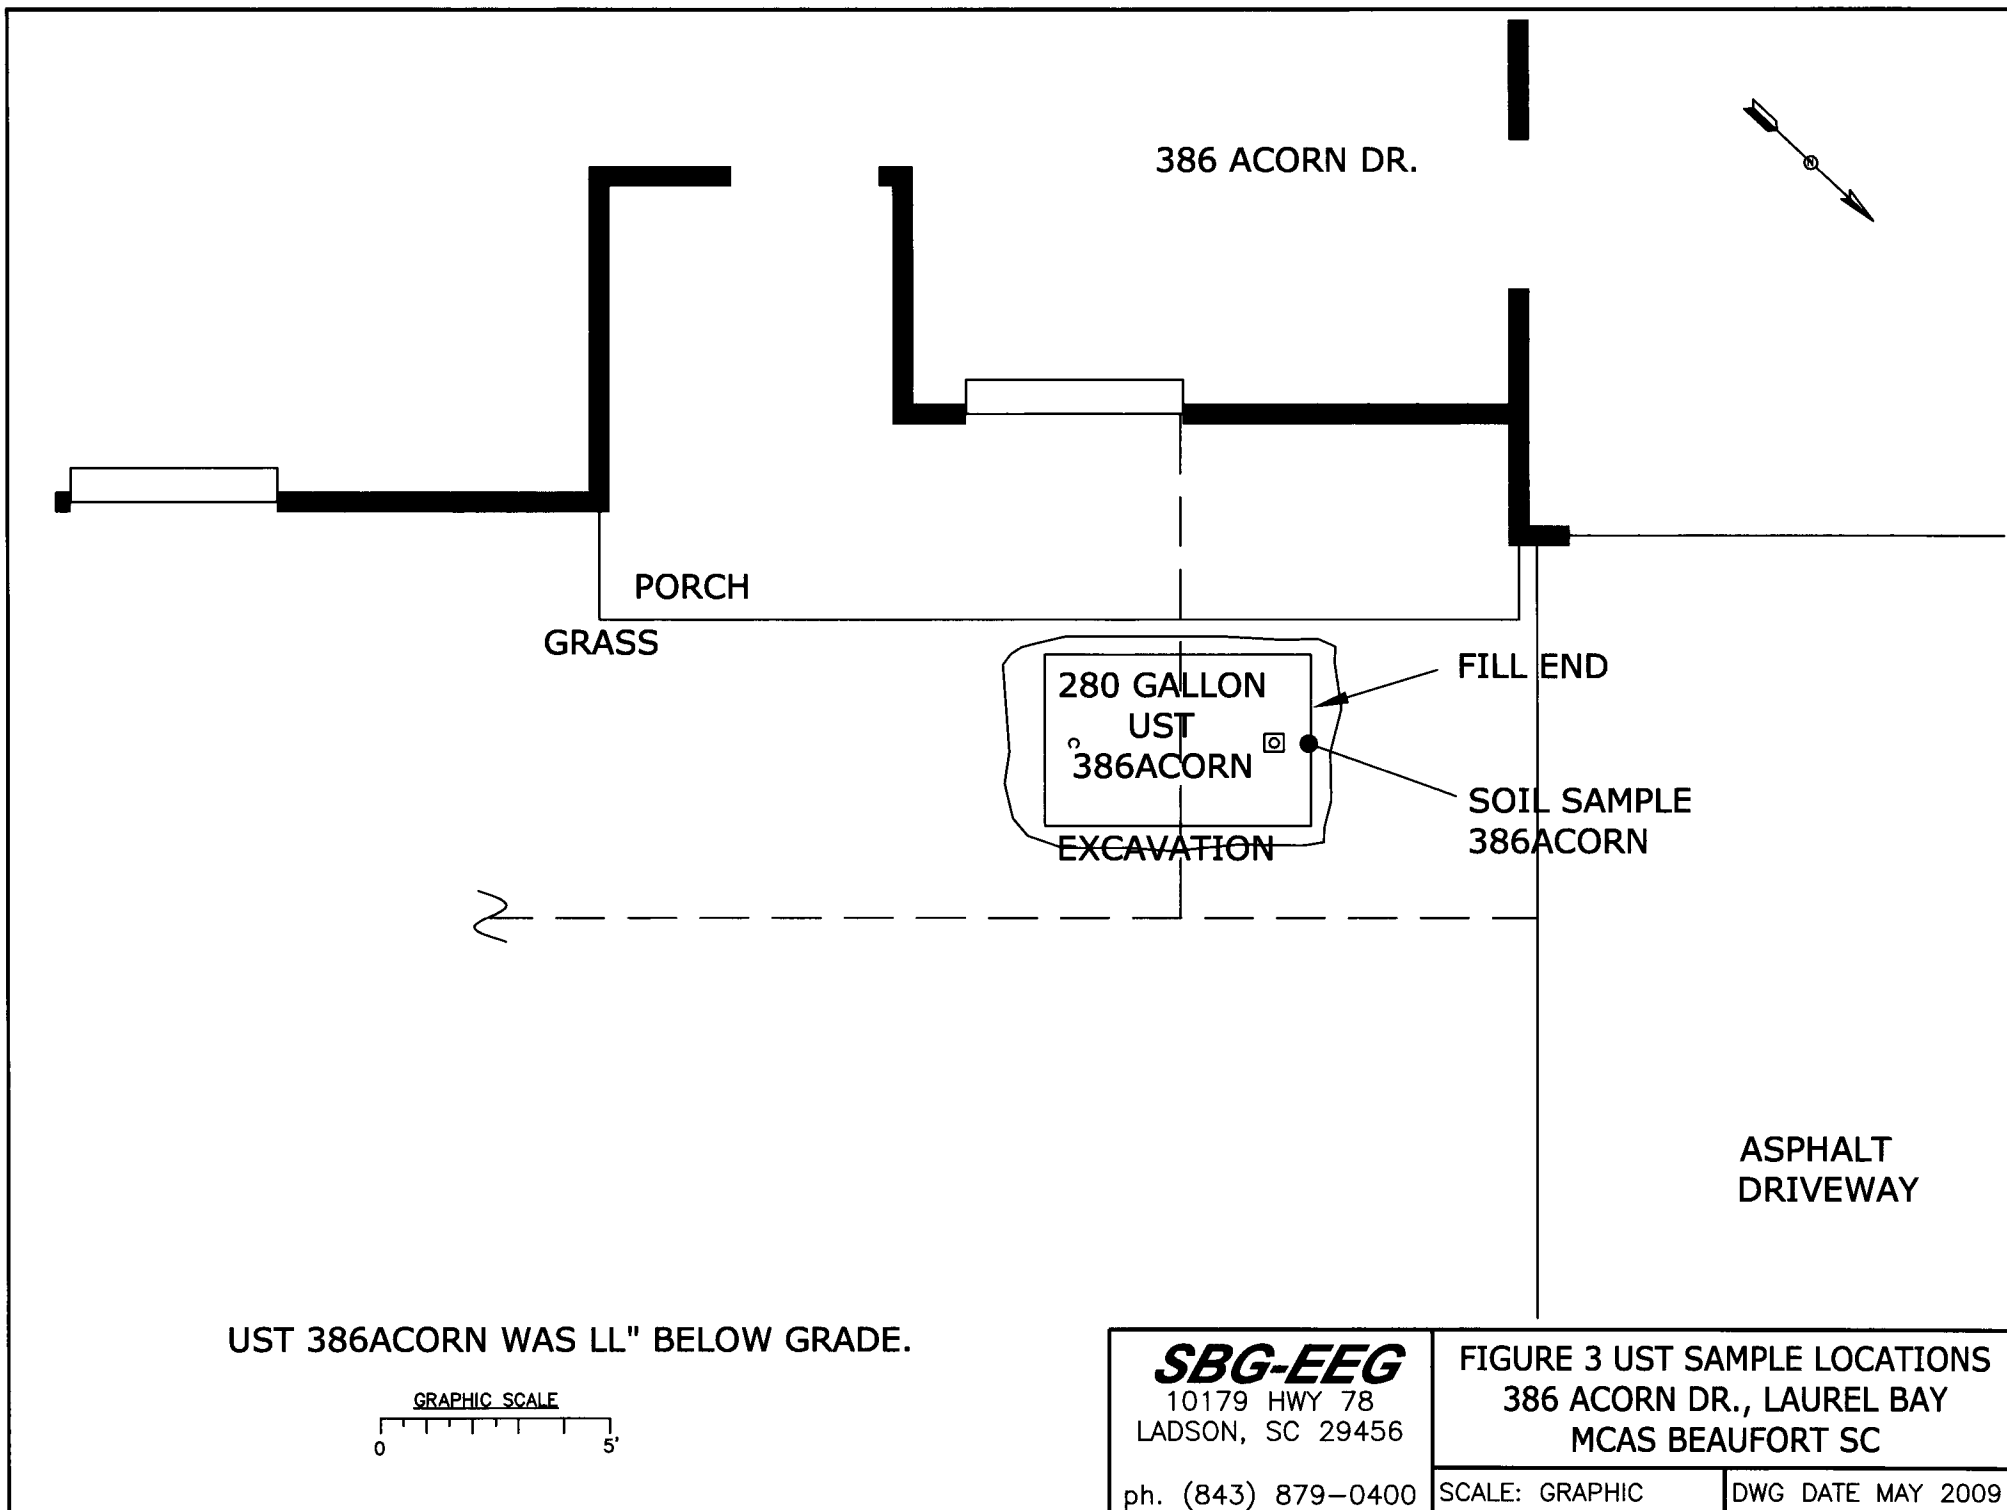 386 ACORN DR.
N
PORCH
GRASS
280 GALLON
UST
386ACORN
C
FILL END
SOIL SAMPLE
386ACORN
EXCAVATION
ASPHALT
DRIVEWAY
UST 386ACORN WAS LL" BELOW GRADE.
GRAPHIC SCALE
0 5'
SBG-EEG
10179 HWY 78
LADSON, SC 29456
ph. (843) 879-0400
FIGURE 3 UST SAMPLE LOCATIONS
386 ACORN DR., LAUREL BAY
MCAS BEAUFORT SC
SCALE: GRAPHIC
DWG DATE MAY 2009